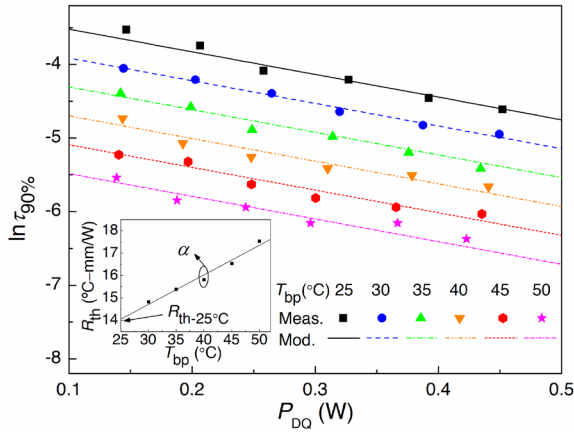 -4
-5
-6
-7
-8
ln τ90%
18
17
16
15
14
Rth (°C–mm/W)
α
Rth-25°C
25 30 35 40 45 50
Tbp (°C)
Tbp(°C) 25 30 35 40 45 50
Meas.
Mod.
0.1 0.2 0.3 0.4 0.5
PDQ (W)